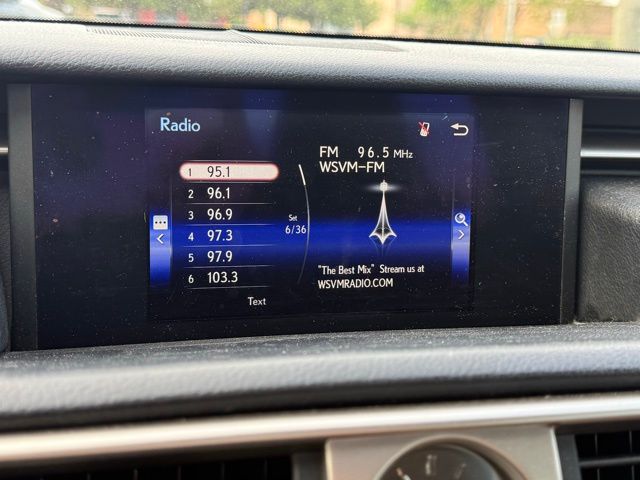 Radio
FM 96.5 MHz
WSVM-FM
1 95.1
2 96.1
3 96.9
4 97.3
5 97.9
6 103.3
Set
6/36
"The Best Mix" Stream us at
WSVMRADIO.COM
Text